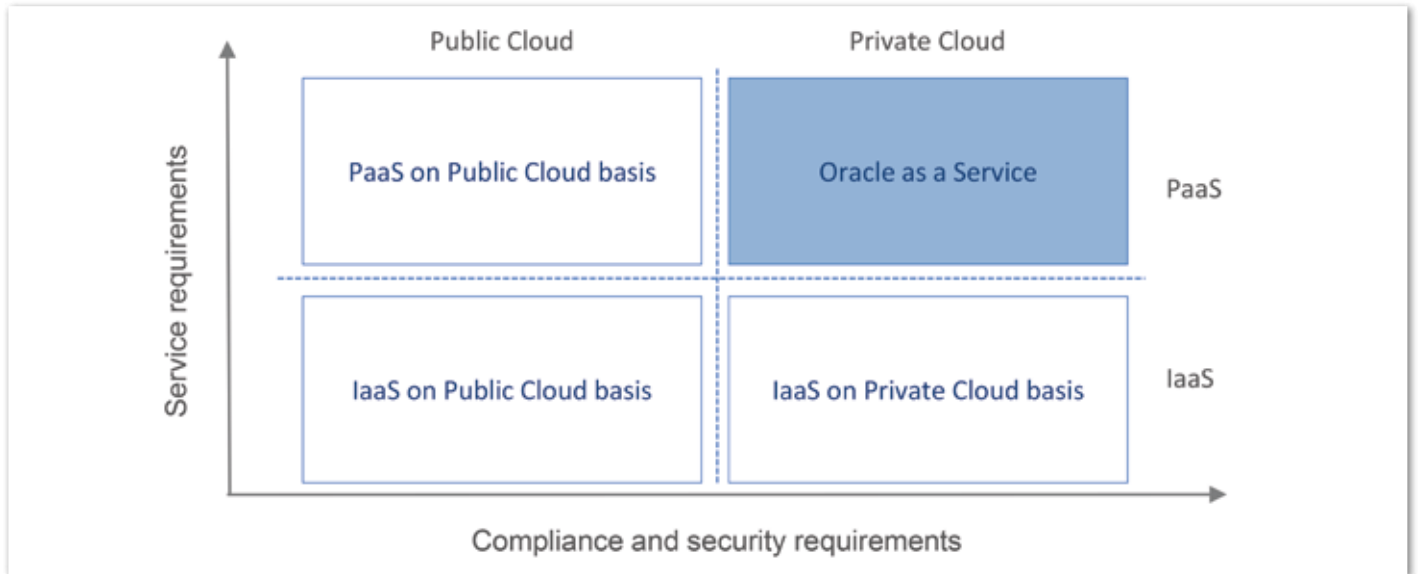 Public Cloud
Private Cloud
Service requirements
PaaS on Public Cloud basis
Oracle as a Service
PaaS
IaaS on Public Cloud basis
IaaS on Private Cloud basis
IaaS
Compliance and security requirements